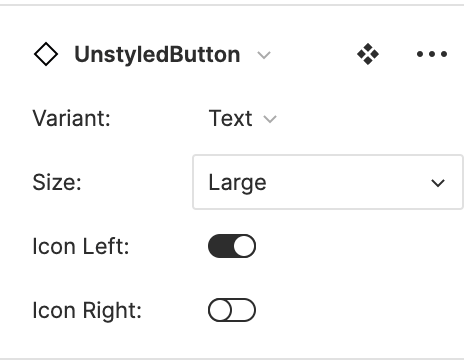 UnstyledButton
Variant: Text
Size: Large
Icon Left:
Icon Right: